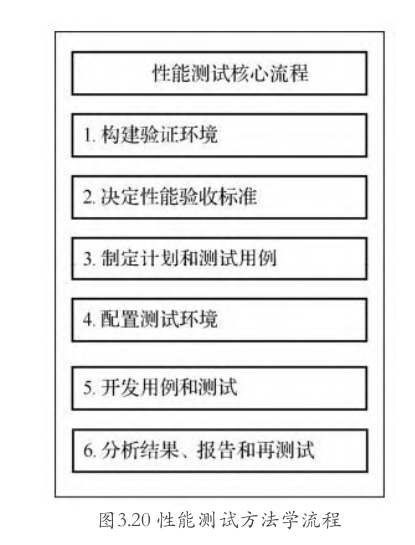 性能测试核心流程
1. 构建验证环境
2. 决定性能验收标准
3. 制定计划和测试用例
4. 配置测试环境
5. 开发用例和测试
6. 分析结果、报告和再测试
图3.20 性能测试方法学流程